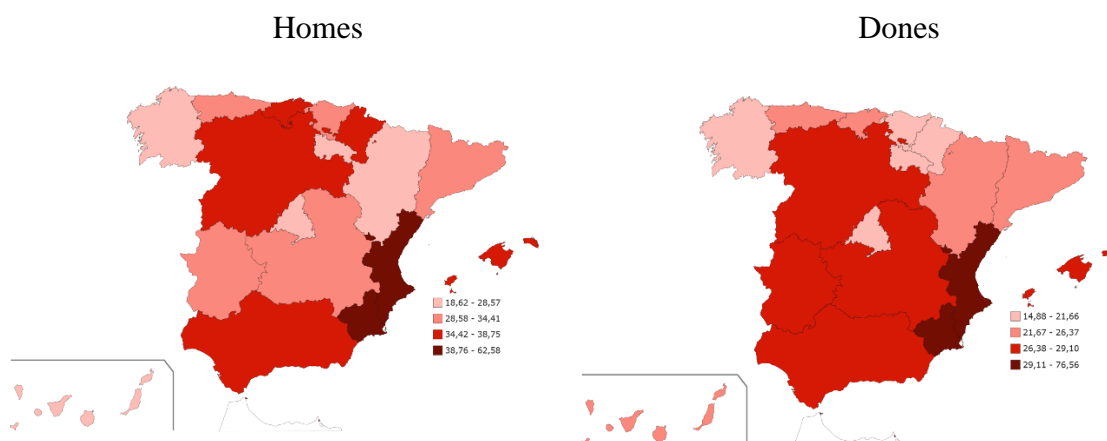 Homes
18,62 - 28,57
28,58 - 34,41
34,42 - 38,75
38,76 - 62,58
Dones
14,88 - 21,66
21,67 - 26,37
26,38 - 29,10
29,11 - 76,56